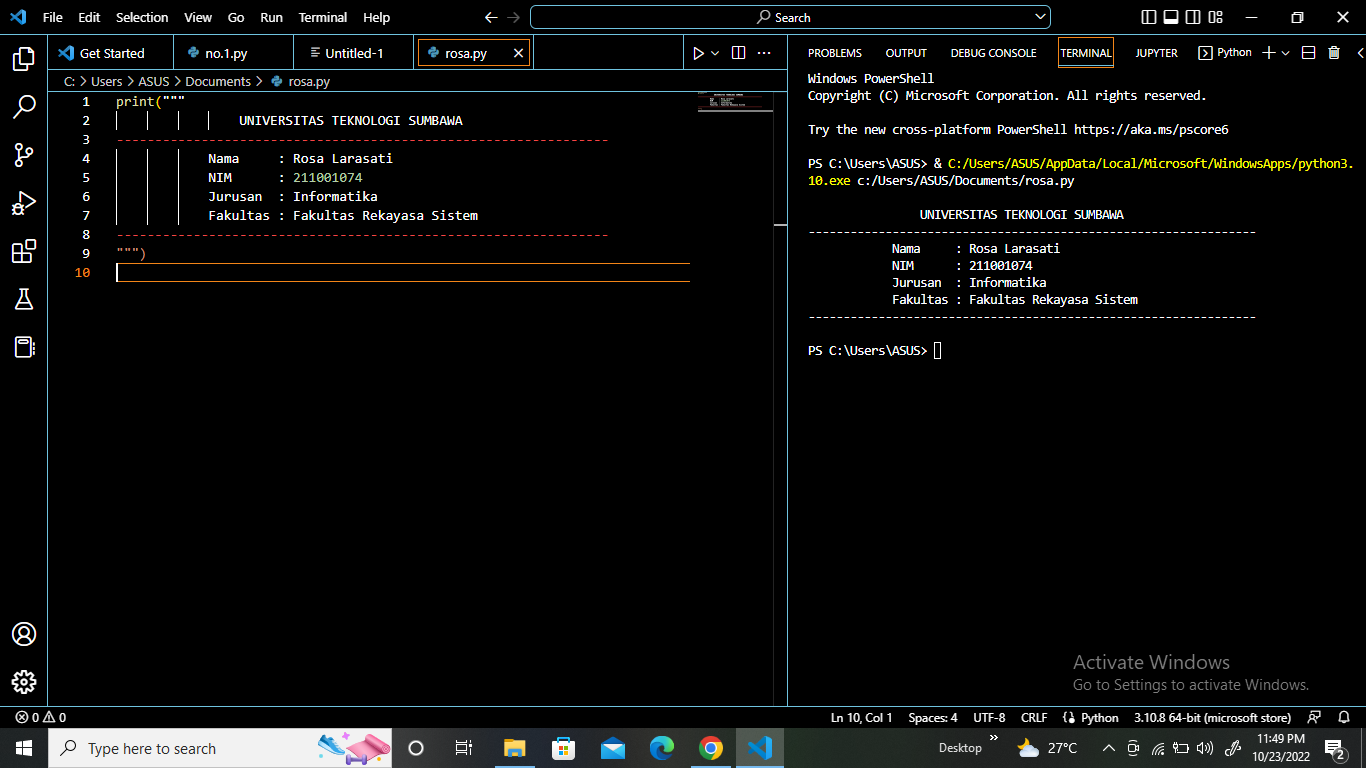 File Edit Selection View Go Run Terminal Help Search
Get Started no.1.py Untitled-1 rosa.py
C: > Users > ASUS > Documents > rosa.py
1 print("""
2 UNIVERSITAS TEKNOLOGI SUMBAWA
3 ----------------------------------------------------------------
4 Nama : Rosa Larasati
5 NIM : 211001074
6 Jurusan : Informatika
7 Fakultas : Fakultas Rekayasa Sistem
8 ----------------------------------------------------------------
9 """)
10
PROBLEMS OUTPUT DEBUG CONSOLE TERMINAL JUPYTER Python
Windows PowerShell
Copyright (C) Microsoft Corporation. All rights reserved.
Try the new cross-platform PowerShell https://aka.ms/pscore6
PS C:\Users\ASUS> & C:/Users/ASUS/AppData/Local/Microsoft/WindowsApps/python3.
10.exe c:/Users/ASUS/Documents/rosa.py
UNIVERSITAS TEKNOLOGI SUMBAWA
----------------------------------------------------------------
Nama : Rosa Larasati
NIM : 211001074
Jurusan : Informatika
Fakultas : Fakultas Rekayasa Sistem
----------------------------------------------------------------
PS C:\Users\ASUS>
Activate Windows
Go to Settings to activate Windows.
0 0 Ln 10, Col 1 Spaces: 4 UTF-8 CRLF Python 3.10.8 64-bit (microsoft store)
Type here to search Desktop 27°C 11:49 PM
10/23/2022 2